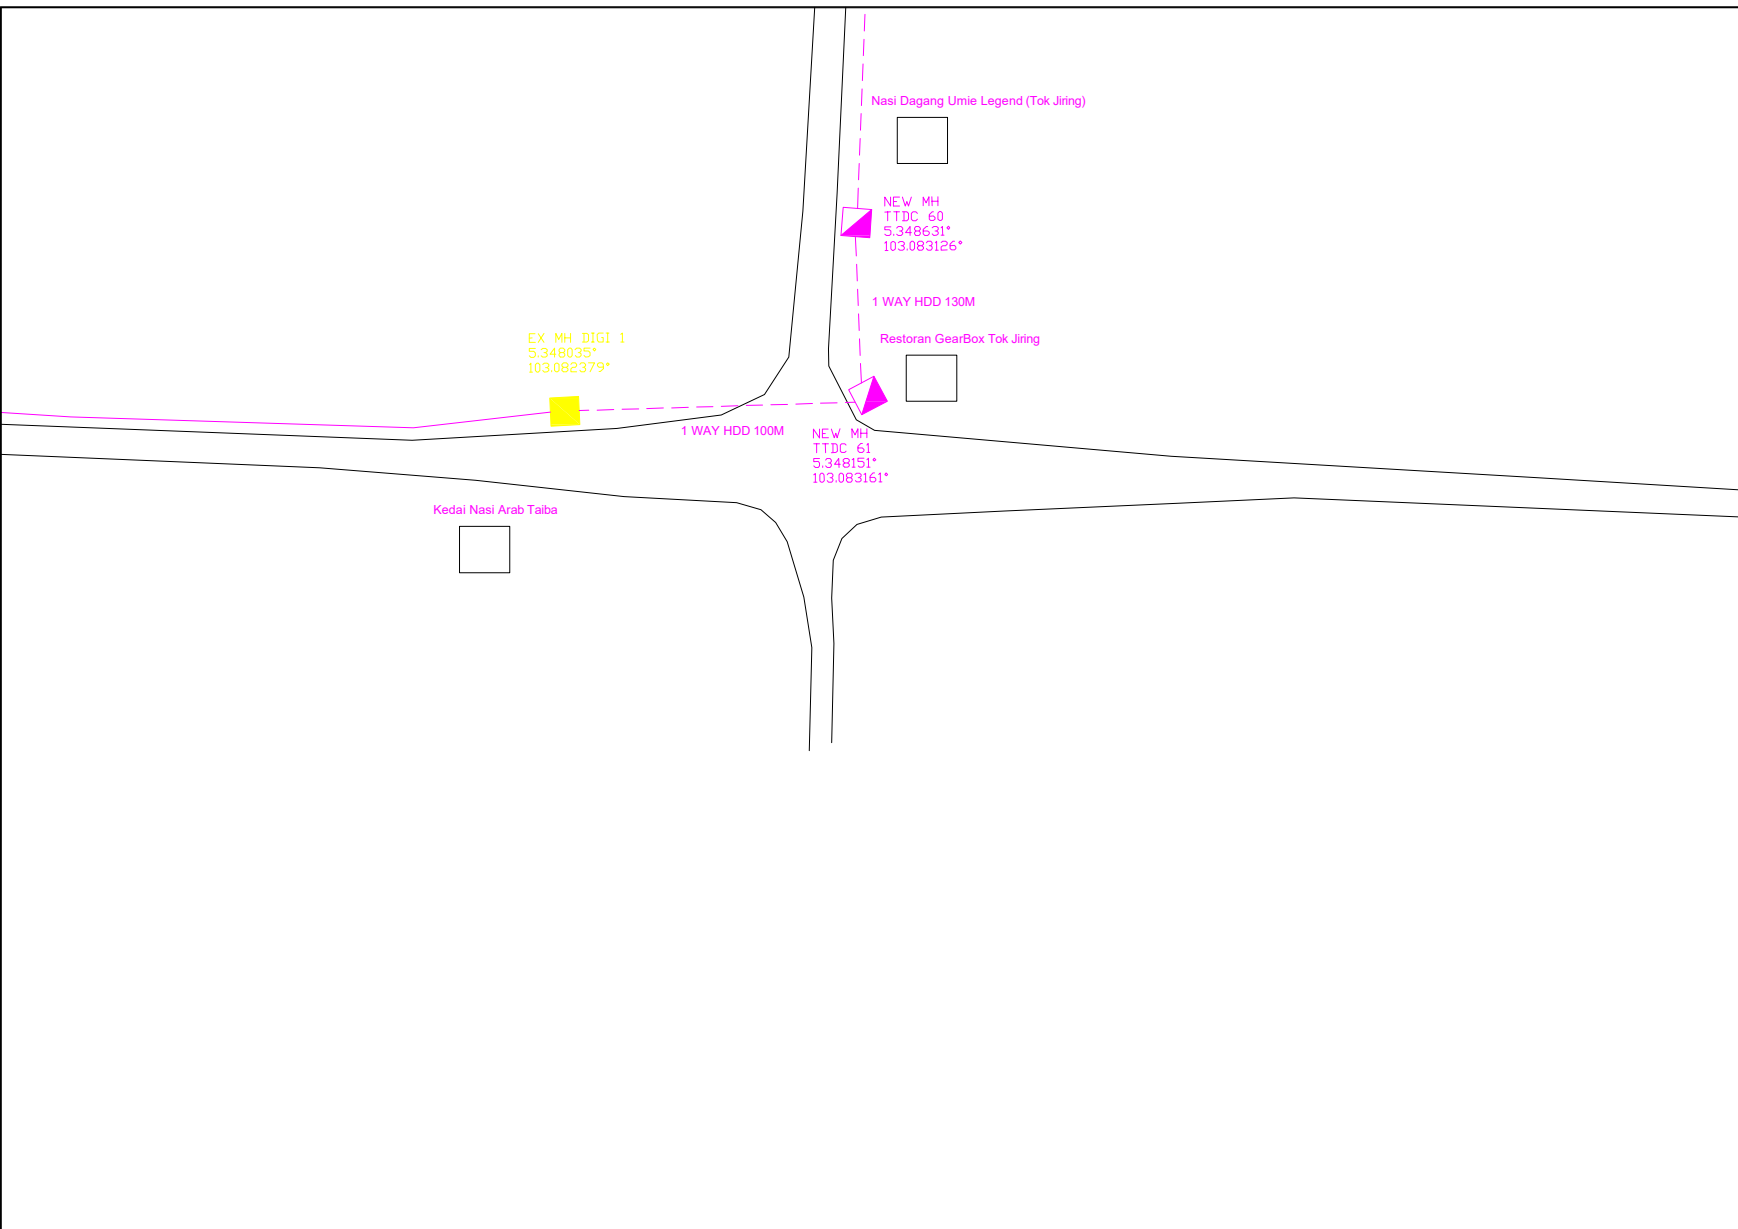 Nasi Dagang Umie Legend (Tok Jiring)
NEW MH
TTDC 60
5.348631°
103.083126°
1 WAY HDD 130M
Restoran GearBox Tok Jiring
EX MH DIGI 1
5.348035°
103.082379°
1 WAY HDD 100M
NEW MH
TTDC 61
5.348151°
103.083161°
Kedai Nasi Arab Taiba